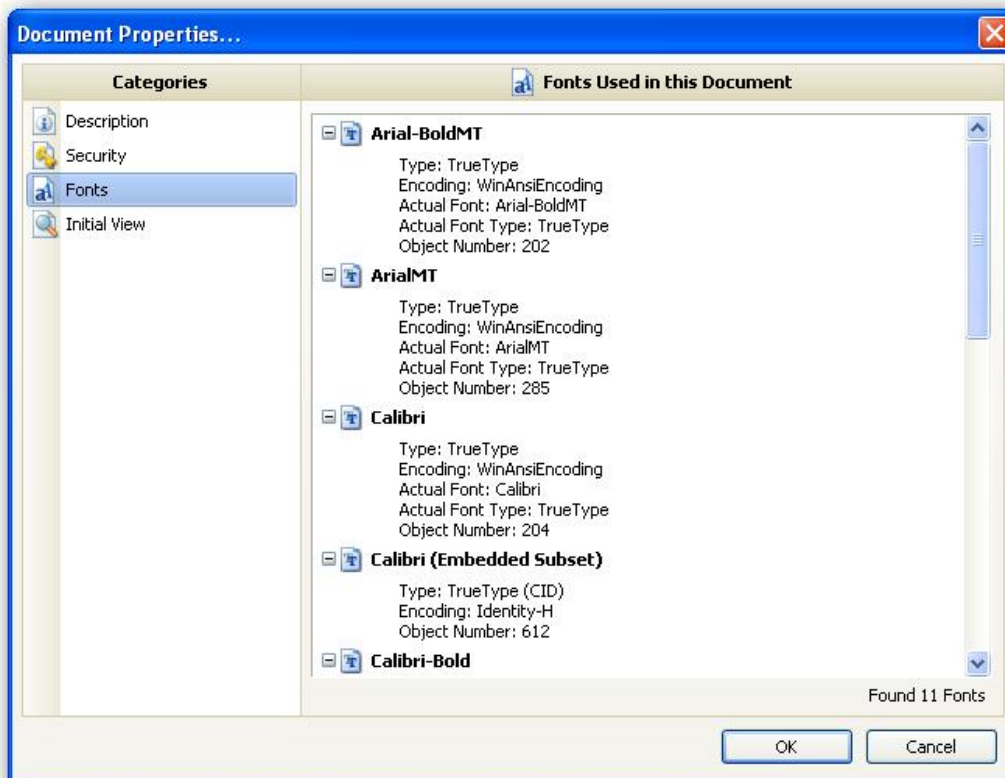 Document Properties...
Categories
Description
Security
Fonts
Initial View
Fonts Used in this Document
Arial-BoldMT
Type: TrueType
Encoding: WinAnsiEncoding
Actual Font: Arial-BoldMT
Actual Font Type: TrueType
Object Number: 202
ArialMT
Type: TrueType
Encoding: WinAnsiEncoding
Actual Font: ArialMT
Actual Font Type: TrueType
Object Number: 285
Calibri
Type: TrueType
Encoding: WinAnsiEncoding
Actual Font: Calibri
Actual Font Type: TrueType
Object Number: 204
Calibri (Embedded Subset)
Type: TrueType (CID)
Encoding: Identity-H
Object Number: 612
Calibri-Bold
Found 11 Fonts
OK
Cancel